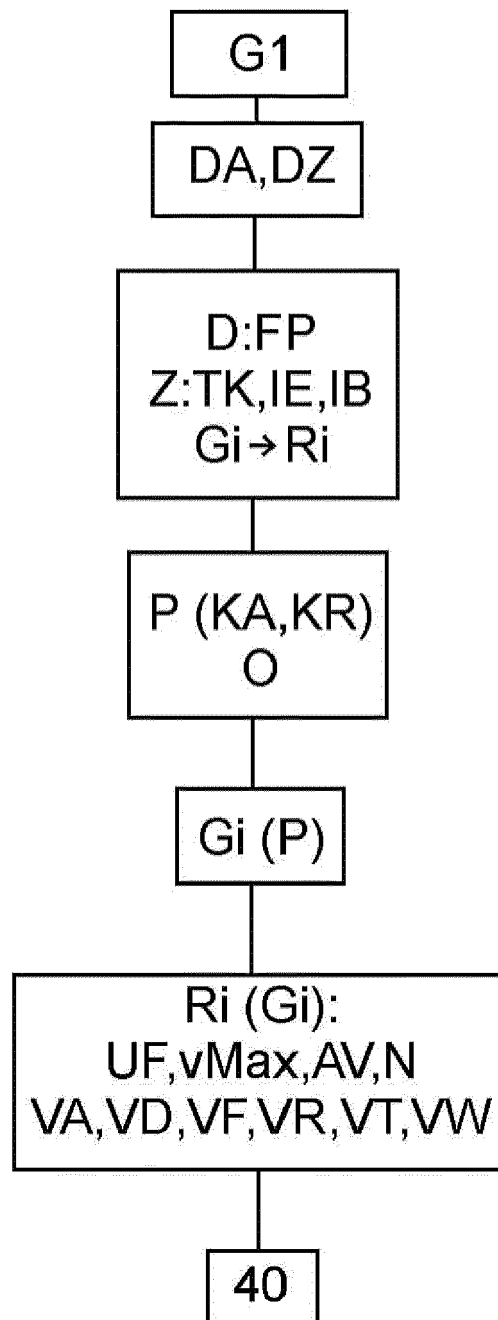 G1
DA,DZ
D:FP
Z:TK,IE,IB
Gi→Ri
P (KA,KR)
O
Gi (P)
Ri (Gi):
UF,vMax,AV,N
VA,VD,VF,VR,VT,VW
40